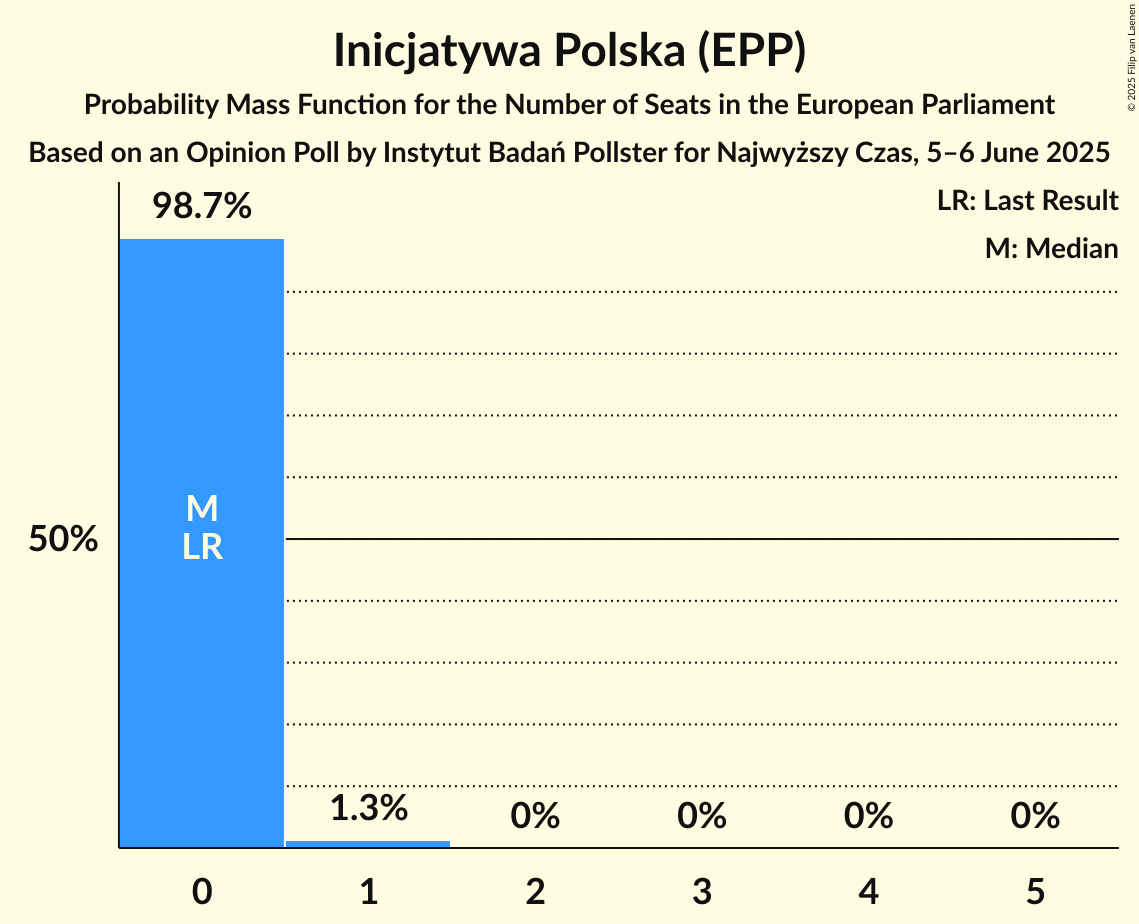 Inicjatywa Polska (EPP)
Probability Mass Function for the Number of Seats in the European Parliament
Based on an Opinion Poll by Instytut Badań Pollster for Najwyższy Czas, 5–6 June 2025
© 2025 Filip van Laenen
LR: Last Result
M: Median
98.7%
M
LR
50%
1.3%
0%
0%
0%
0%
0
1
2
3
4
5